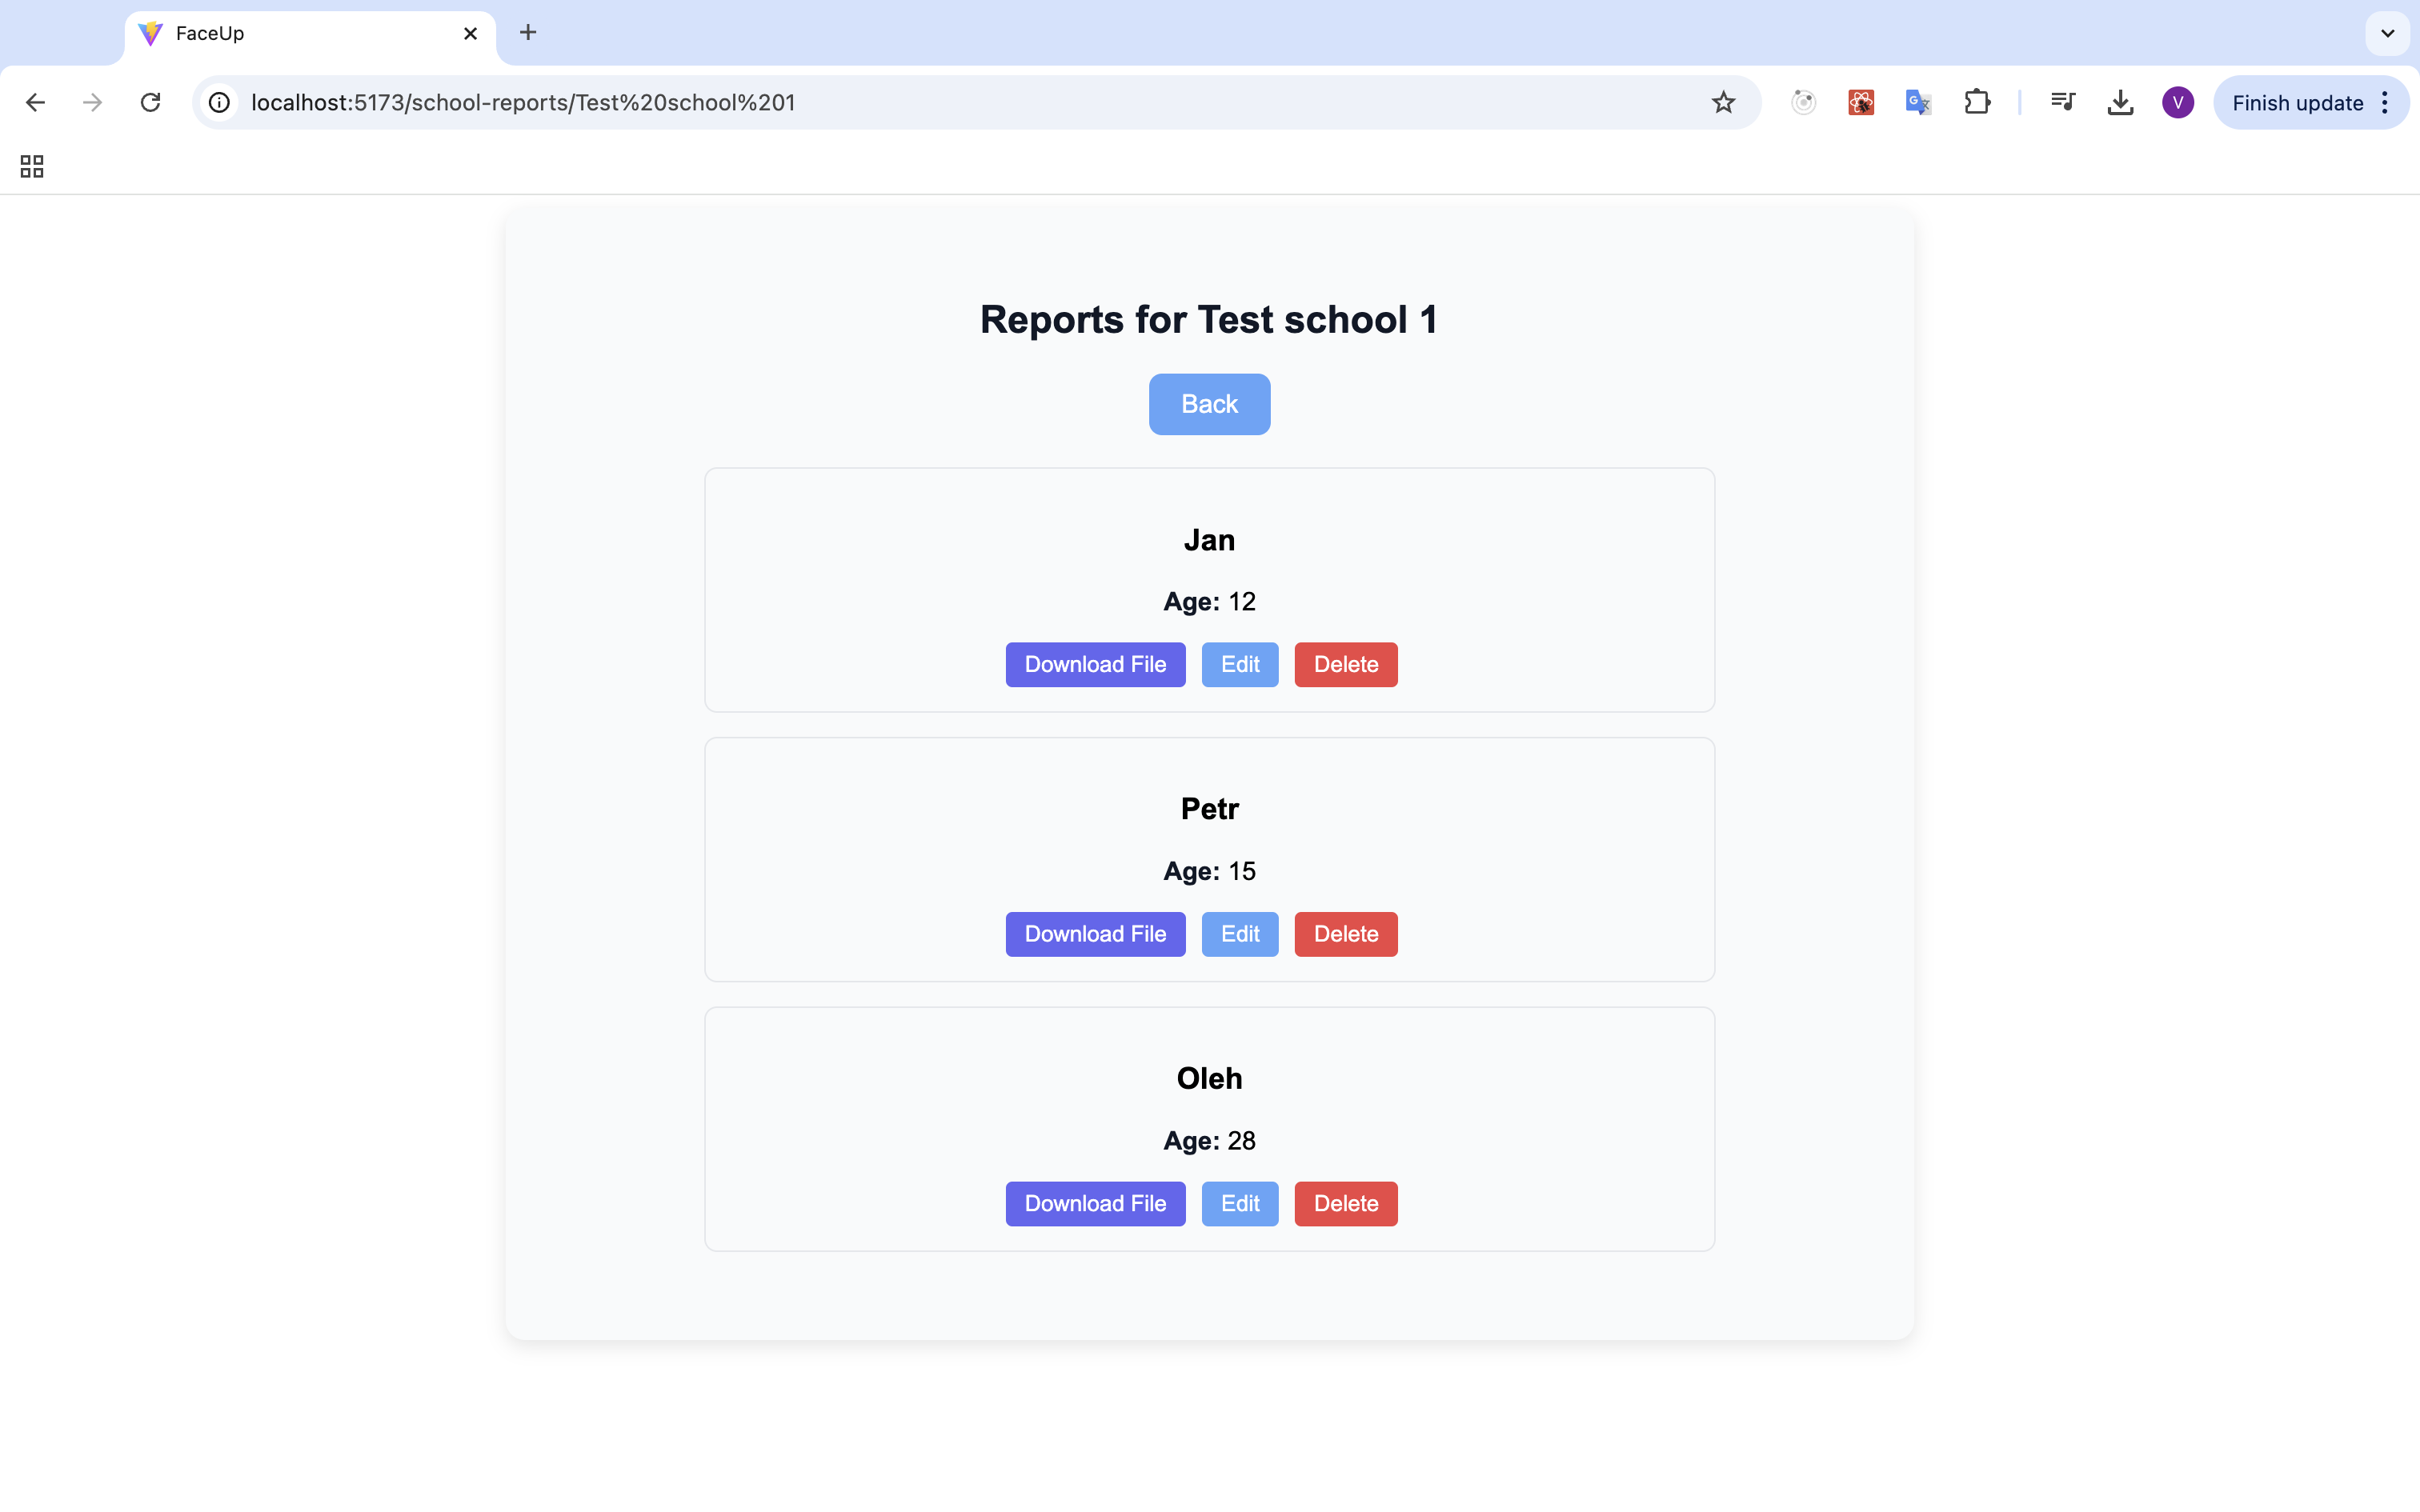 FaceUp
localhost:5173/school-reports/Test%20school%201
V
Finish update
Reports for Test school 1
Back
Jan
Age: 12
Download File Edit Delete
Petr
Age: 15
Download File Edit Delete
Oleh
Age: 28
Download File Edit Delete